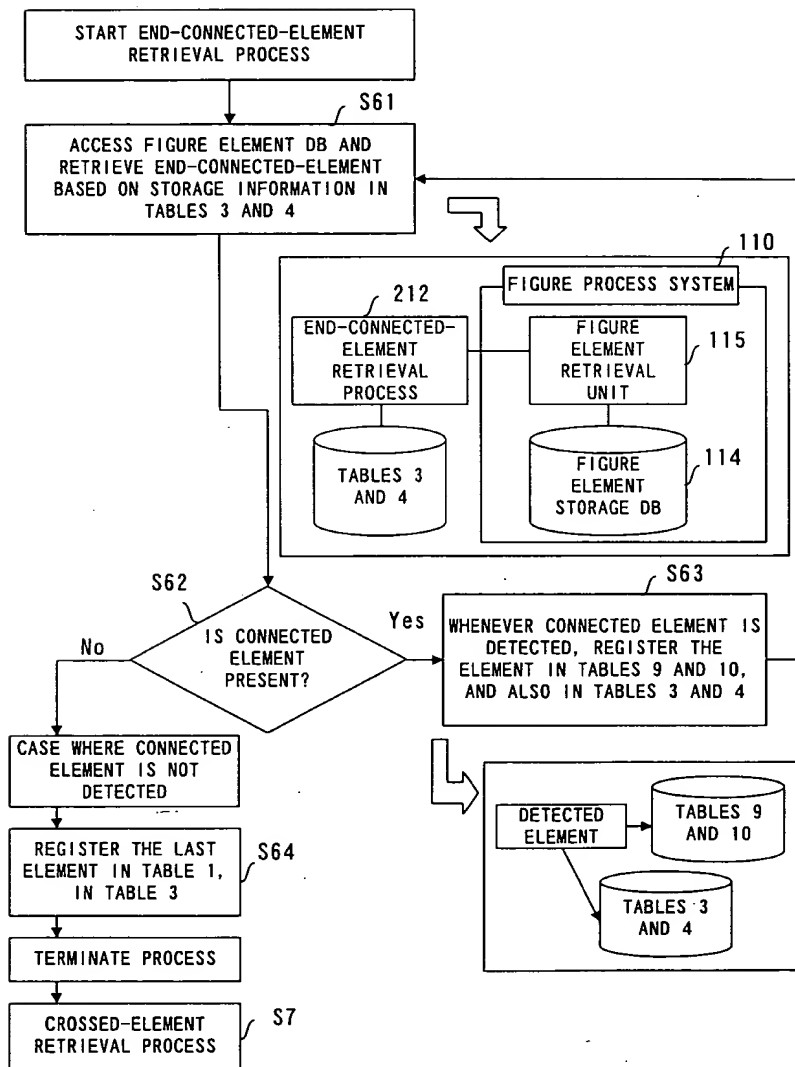 START END-CONNECTED-ELEMENT
RETRIEVAL PROCESS
S61
ACCESS FIGURE ELEMENT DB AND
RETRIEVE END-CONNECTED-ELEMENT
BASED ON STORAGE INFORMATION IN
TABLES 3 AND 4
110
FIGURE PROCESS SYSTEM
212
END-CONNECTED-
ELEMENT
RETRIEVAL
PROCESS
FIGURE
ELEMENT
RETRIEVAL
UNIT
115
TABLES 3
AND 4
FIGURE
ELEMENT
STORAGE DB
114
S62
IS CONNECTED
ELEMENT
PRESENT?
No
Yes
S63
WHENEVER CONNECTED ELEMENT IS
DETECTED, REGISTER THE
ELEMENT IN TABLES 9 AND 10,
AND ALSO IN TABLES 3 AND 4
CASE WHERE CONNECTED
ELEMENT IS NOT
DETECTED
DETECTED
ELEMENT
TABLES 9
AND 10
TABLES 3
AND 4
REGISTER THE LAST
ELEMENT IN TABLE 1,
IN TABLE 3
S64
TERMINATE PROCESS
CROSSED-ELEMENT
RETRIEVAL PROCESS
S7